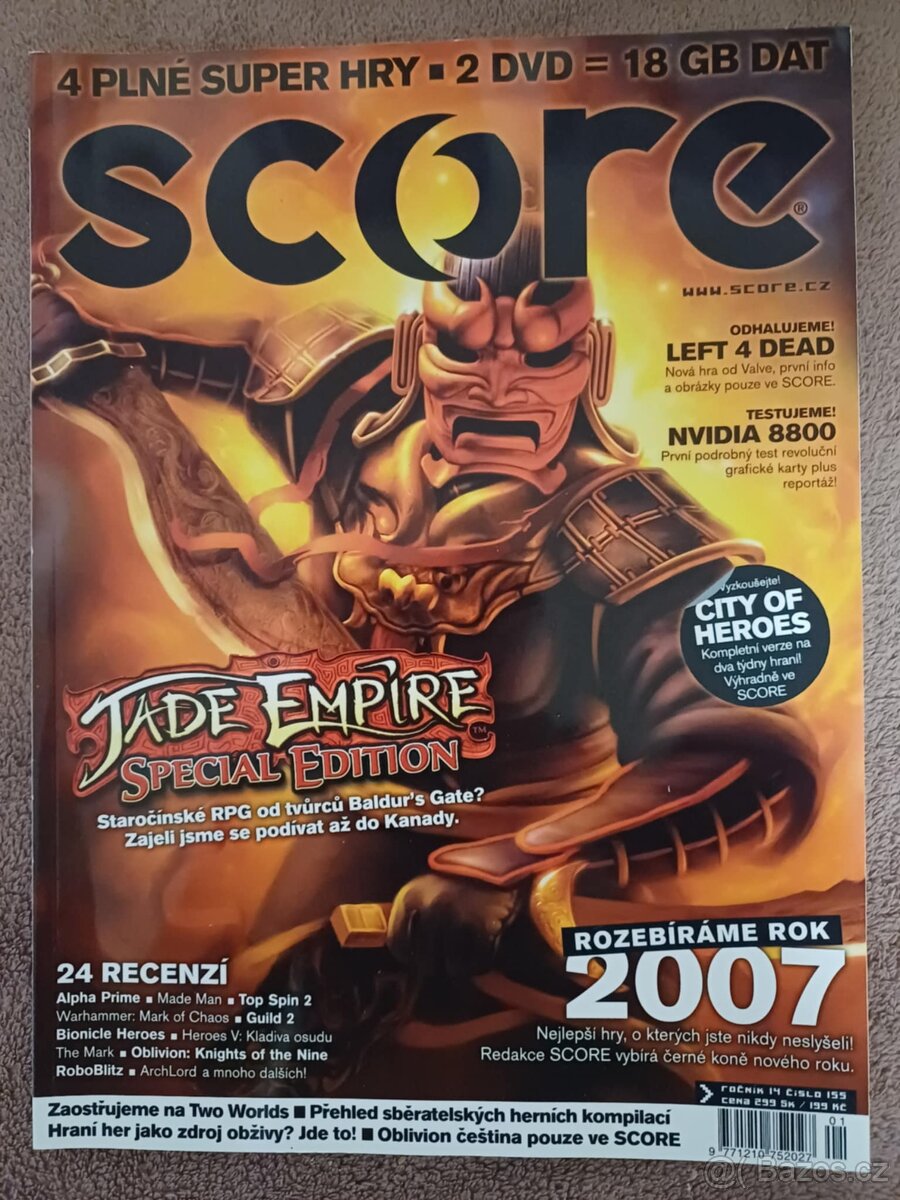 4 PLNÉ SUPER HRY ■ 2 DVD = 18 GB DAT
score®
www.score.cz
ODHALUJEME!
LEFT 4 DEAD
Nová hra od Valve, první info
a obrázky pouze ve SCORE.
TESTUJEME!
NVIDIA 8800
První podrobný test revoluční
grafické karty plus
reportáž!
Vyzkoušejte!
CITY OF
HEROES
Kompletní verze na
dva týdny hraní!
Výhradně ve
SCORE
JADE EMPIRE™
SPECIAL EDITION
Staročínské RPG od tvůrců Baldur's Gate?
Zajeli jsme se podívat až do Kanady.
24 RECENZÍ
Alpha Prime ■ Made Man ■ Top Spin 2
Warhammer: Mark of Chaos ■ Guild 2
Bionicle Heroes ■ Heroes V: Kladiva osudu
The Mark ■ Oblivion: Knights of the Nine
RoboBlitz ■ ArchLord a mnoho dalších!
ROZEBÍRÁME ROK
2007
Nejlepší hry, o kterých jste nikdy neslyšeli!
Redakce SCORE vybírá černé koně nového roku.
ROČNÍK 14 ČÍSLO 155
CENA 299 SK / 199 KČ
Zaostřujeme na Two Worlds ■ Přehled sběratelských herních kompilací
Hraní her jako zdroj obživy? Jde to! ■ Oblivion čeština pouze ve SCORE
01
9 771210 752027
Bazos.cz